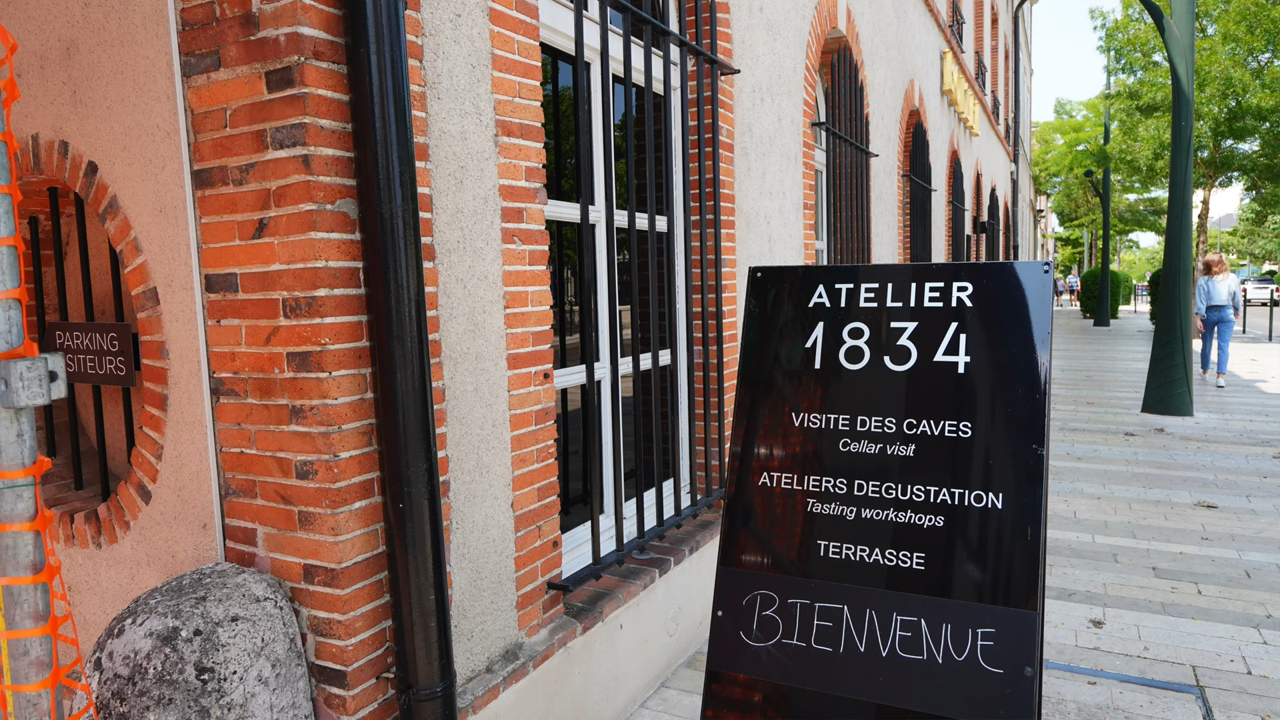 PARKING
SITEURS
ATELIER
1834
VISITE DES CAVES
Cellar visit
ATELIERS DEGUSTATION
Tasting workshops
TERRASSE
BIENVENUE